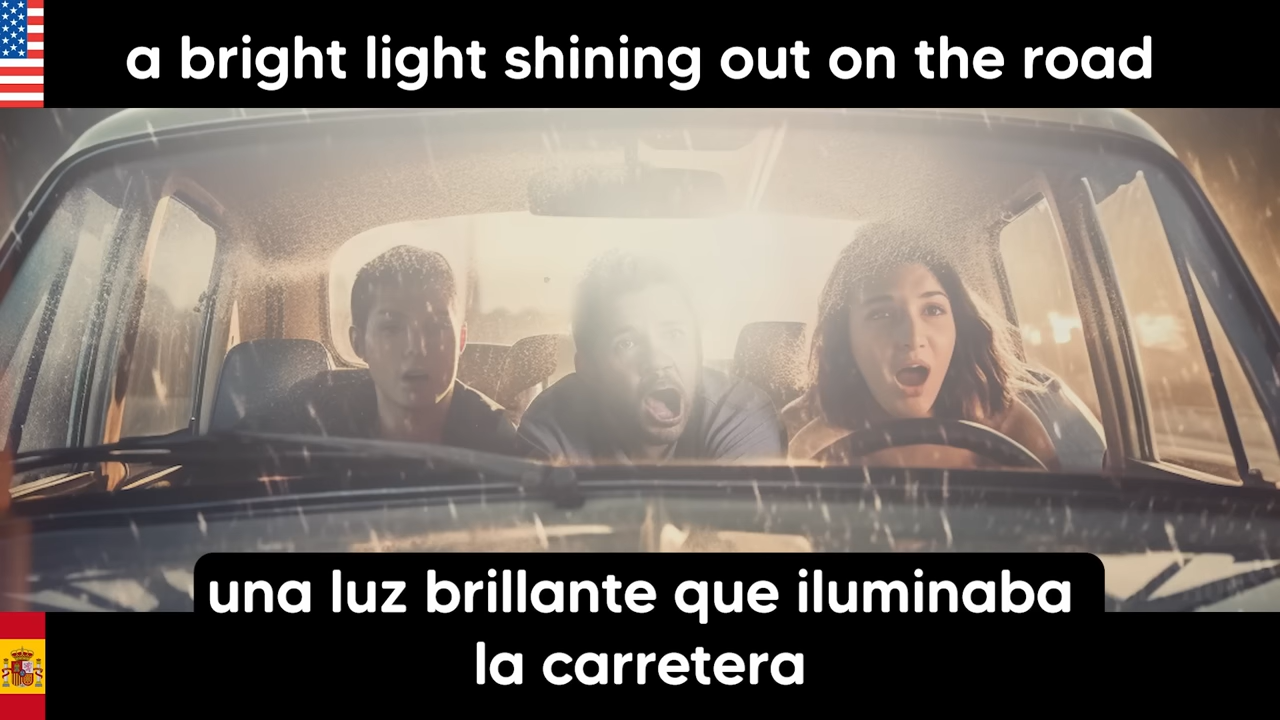 a bright light shining out on the road
una luz brillante que iluminaba
la carretera